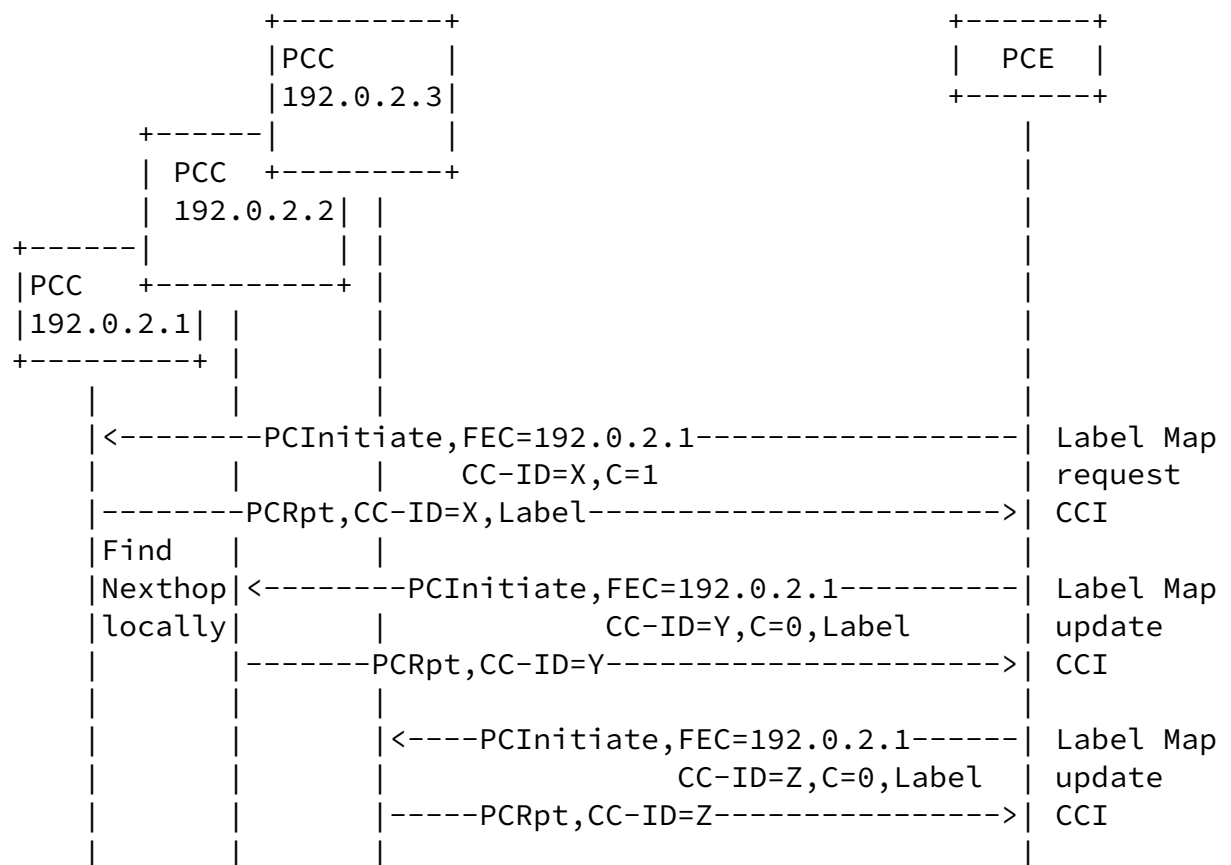 PCC
PCE
192.0.2.3
PCC
192.0.2.2
PCC
192.0.2.1
PCInitiate,FEC=192.0.2.1 Label Map
CC-ID=X,C=1 request
PCRpt,CC-ID=X,Label CCI
Find
Nexthop PCInitiate,FEC=192.0.2.1 Label Map
locally CC-ID=Y,C=0,Label update
PCRpt,CC-ID=Y CCI
PCInitiate,FEC=192.0.2.1 Label Map
CC-ID=Z,C=0,Label update
PCRpt,CC-ID=Z CCI